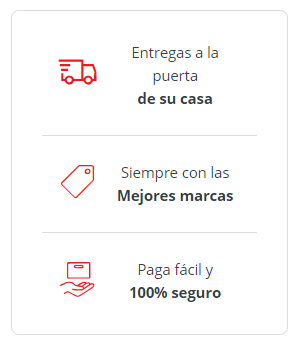 Entregas a la
puerta
de su casa
Siempre con las
Mejores marcas
Paga fácil y
100% seguro